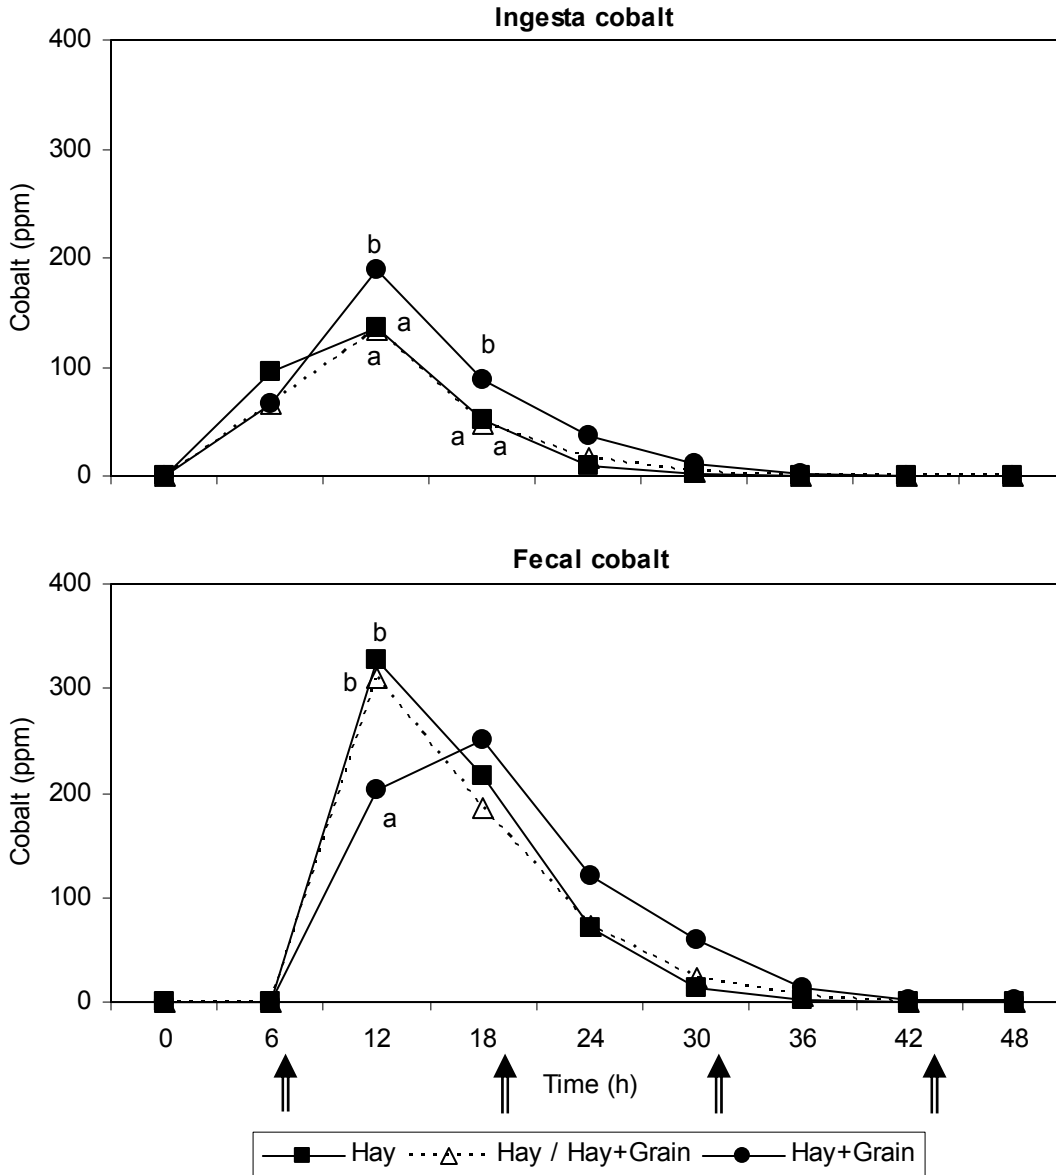 Ingesta cobalt
400
300
200
100
0
Cobalt (ppm)
b
a
a
b
a
a
Fecal cobalt
400
300
200
100
0
Cobalt (ppm)
b
b
a
0 6 12 18 24 30 36 42 48
Time (h)
Hay Hay / Hay+Grain Hay+Grain